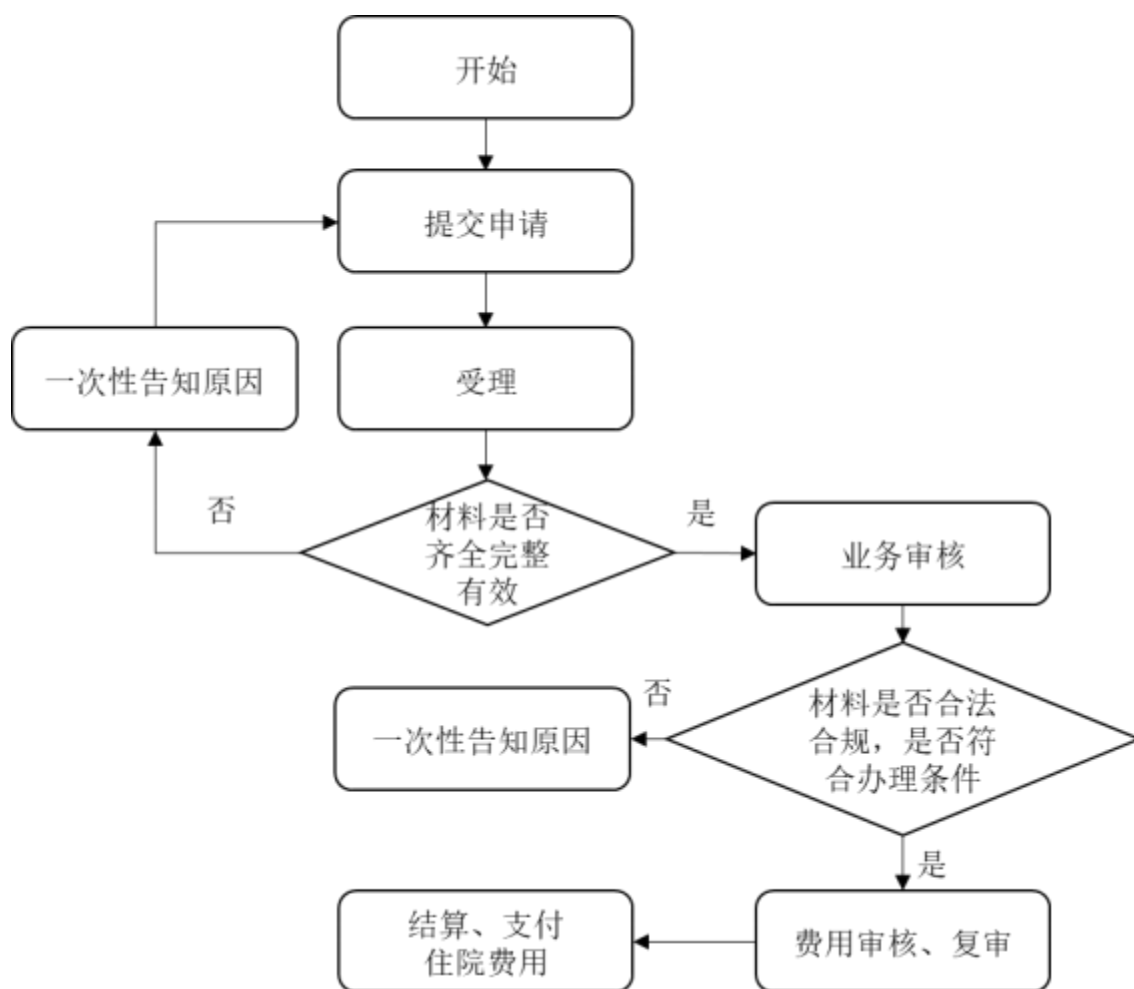 开始
提交申请
一次性告知原因
受理
否
材料是否
齐全完整
有效
是
业务审核
一次性告知原因
否
材料是否合法
合规，是否符
合办理条件
是
结算、支付
住院费用
费用审核、复审